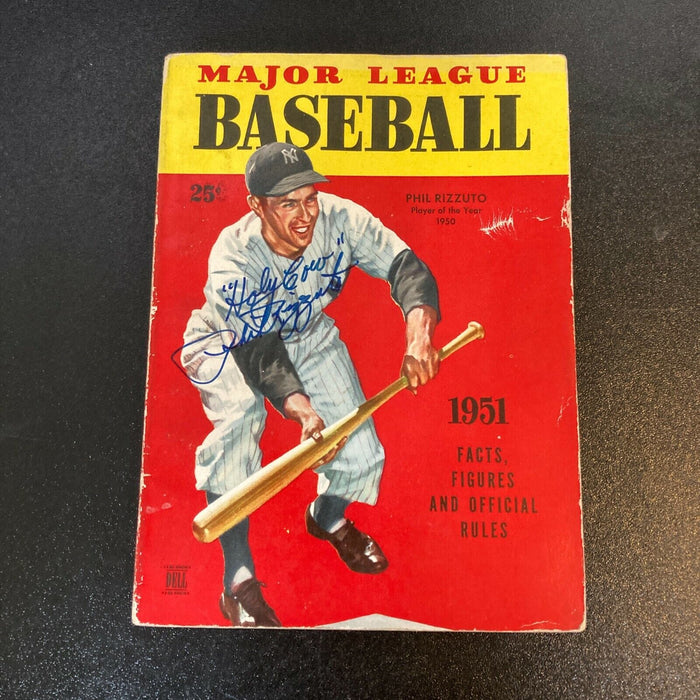 MAJOR LEAGUE
BASEBALL
25¢
NY
PHIL RIZZUTO
Player of the Year
1950
"Holy Cow"
Phil Rizzuto
1951
FACTS,
FIGURES
AND OFFICIAL
RULES
DELL